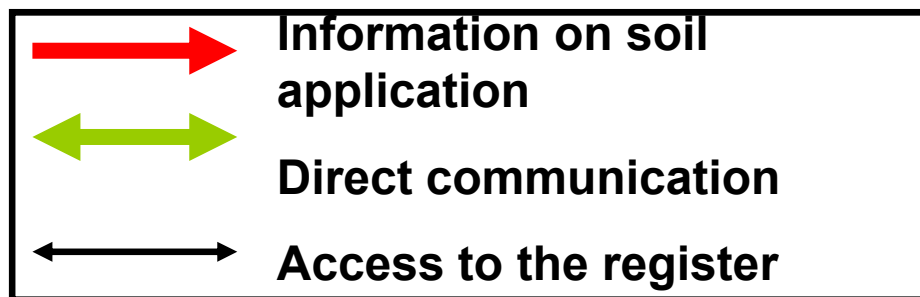 Information on soil
application
Direct communication
Access to the register